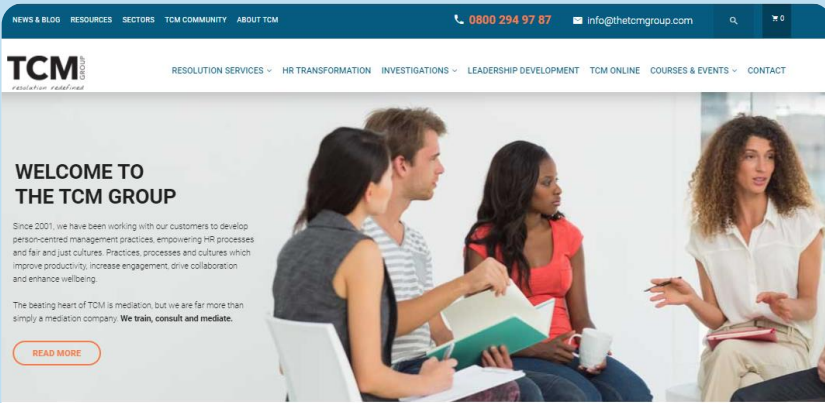 NEWS & BLOG RESOURCES SECTORS TCM COMMUNITY ABOUT TCM 0800 294 97 87 info@thetcmgroup.com 0
TCM GROUP
resolution redefined
RESOLUTION SERVICES HR TRANSFORMATION INVESTIGATIONS LEADERSHIP DEVELOPMENT TCM ONLINE COURSES & EVENTS CONTACT
WELCOME TO
THE TCM GROUP
Since 2001, we have been working with our customers to develop
person-centred management practices, empowering HR processes
and fair and just cultures. Practices, processes and cultures which
improve productivity, increase engagement, drive collaboration
and enhance wellbeing.
The beating heart of TCM is mediation, but we are far more than
simply a mediation company. We train, consult and mediate.
READ MORE